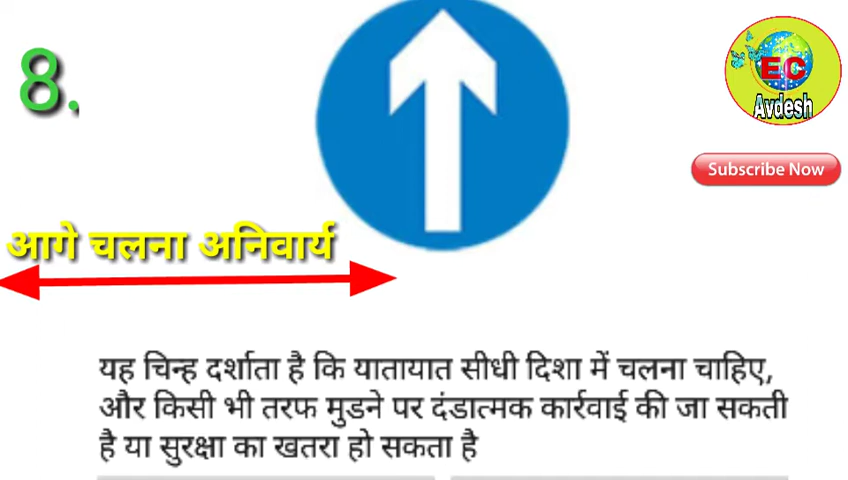 8.
EC
Avdesh
Subscribe Now
आगे चलना अनिवार्य
यह चिन्ह दर्शाता है कि यातायात सीधी दिशा में चलना चाहिए,
और किसी भी तरफ मुडने पर दंडात्मक कार्रवाई की जा सकती
है या सुरक्षा का खतरा हो सकता है